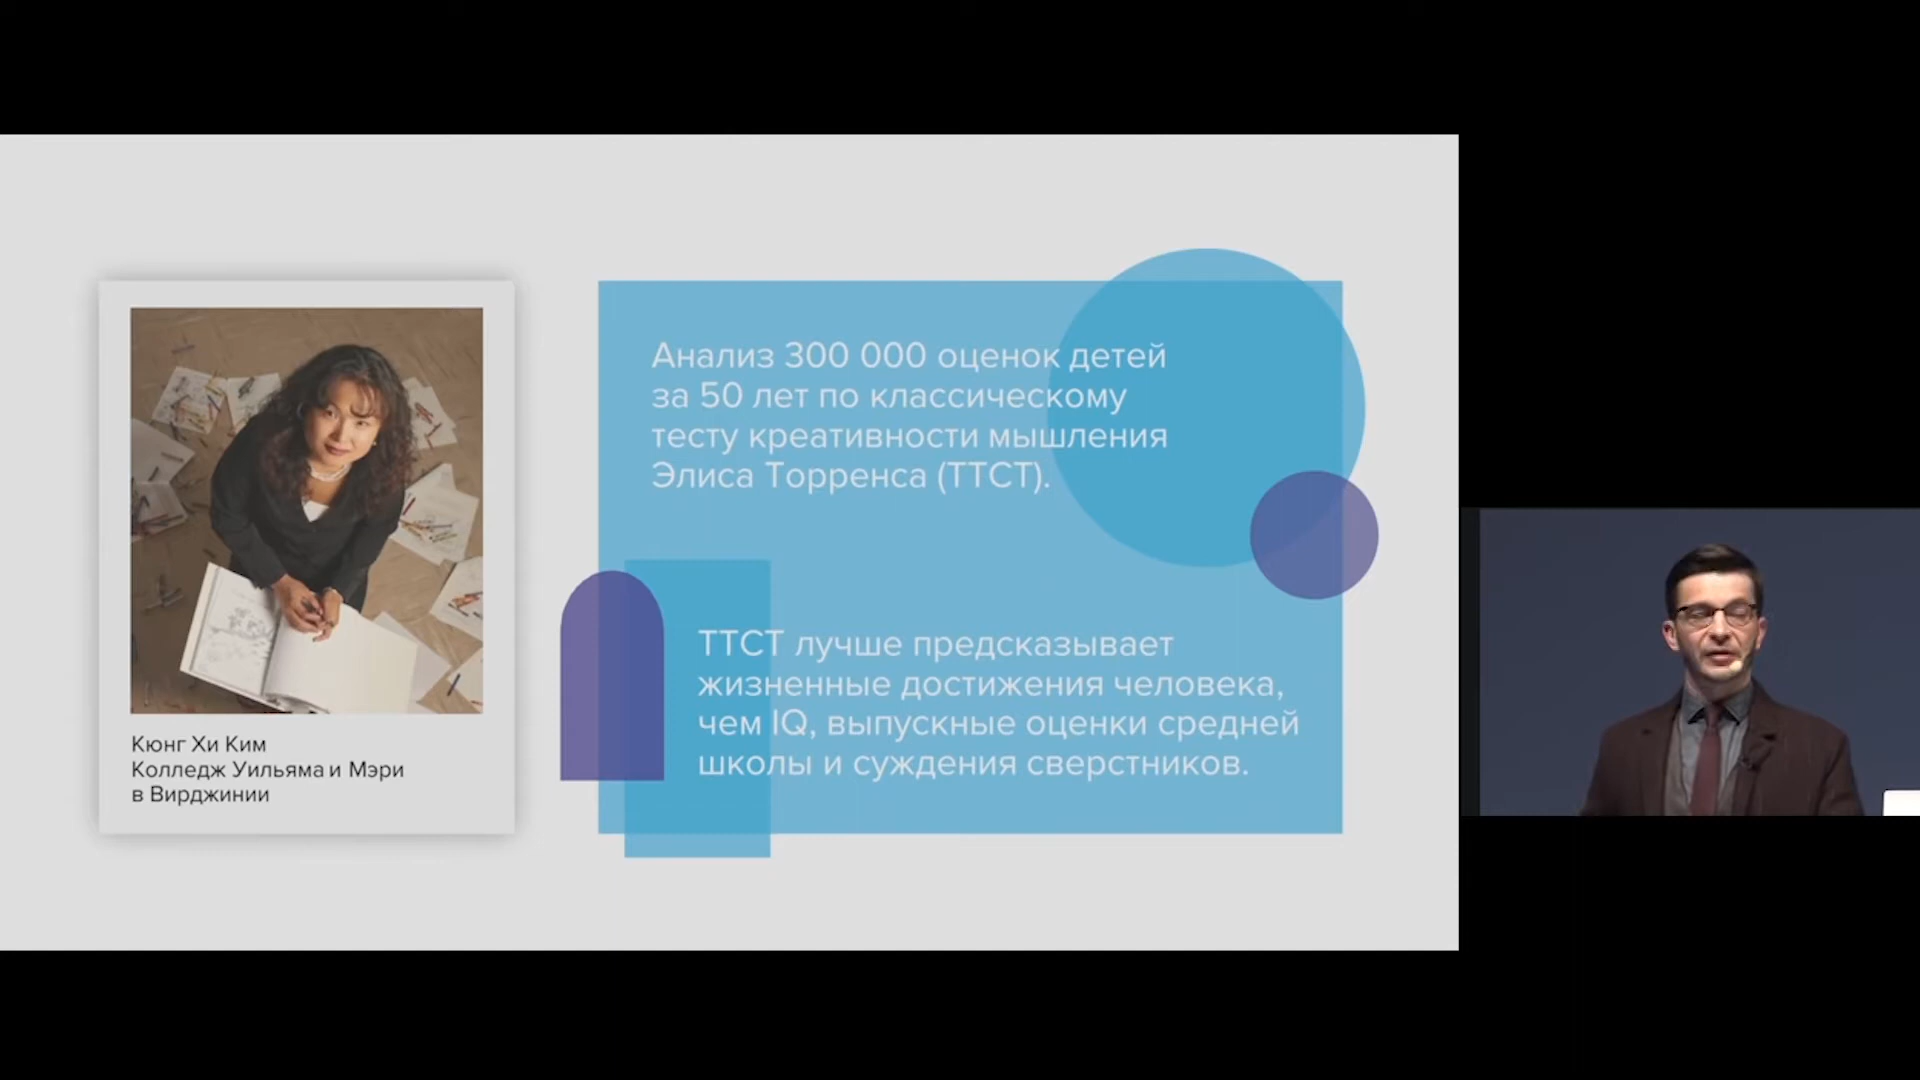 Кюнг Хи Ким
Колледж Уильяма и Мэри
в Вирджинии
Анализ 300 000 оценок детей
за 50 лет по классическому
тесту креативности мышления
Элиса Торренса (ТТСТ).
ТТСТ лучше предсказывает
жизненные достижения человека,
чем IQ, выпускные оценки средней
школы и суждения сверстников.